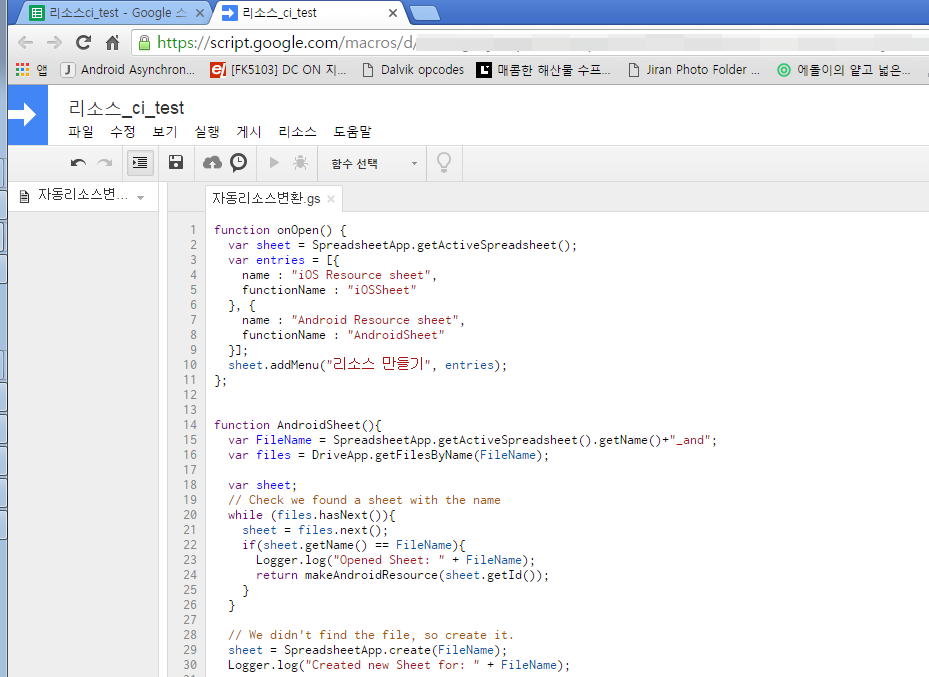 리소스ci_test - Google 스
리소스_ci_test
https://script.google.com/macros/d/
앱
Android Asynchron...
[FK5103] DC ON 지...
Dalvik opcodes
매콤한 해산물 수프...
Jiran Photo Folder ...
에돌이의 얇고 넓은...
리소스_ci_test
파일 수정 보기 실행 게시 리소스 도움말
함수 선택
자동리소스변...
자동리소스변환.gs
1 function onOpen() {
2 var sheet = SpreadsheetApp.getActiveSpreadsheet();
3 var entries = [{
4 name : "iOS Resource sheet",
5 functionName : "iOSSheet"
6 }, {
7 name : "Android Resource sheet",
8 functionName : "AndroidSheet"
9 }];
10 sheet.addMenu("리소스 만들기", entries);
11 };
12
13
14 function AndroidSheet(){
15 var FileName = SpreadsheetApp.getActiveSpreadsheet().getName()+"_and";
16 var files = DriveApp.getFilesByName(FileName);
17
18 var sheet;
19 // Check we found a sheet with the name
20 while (files.hasNext()){
21 sheet = files.next();
22 if(sheet.getName() == FileName){
23 Logger.log("Opened Sheet: " + FileName);
24 return makeAndroidResource(sheet.getId());
25 }
26 }
27
28 // We didn't find the file, so create it.
29 sheet = SpreadsheetApp.create(FileName);
30 Logger.log("Created new Sheet for: " + FileName);